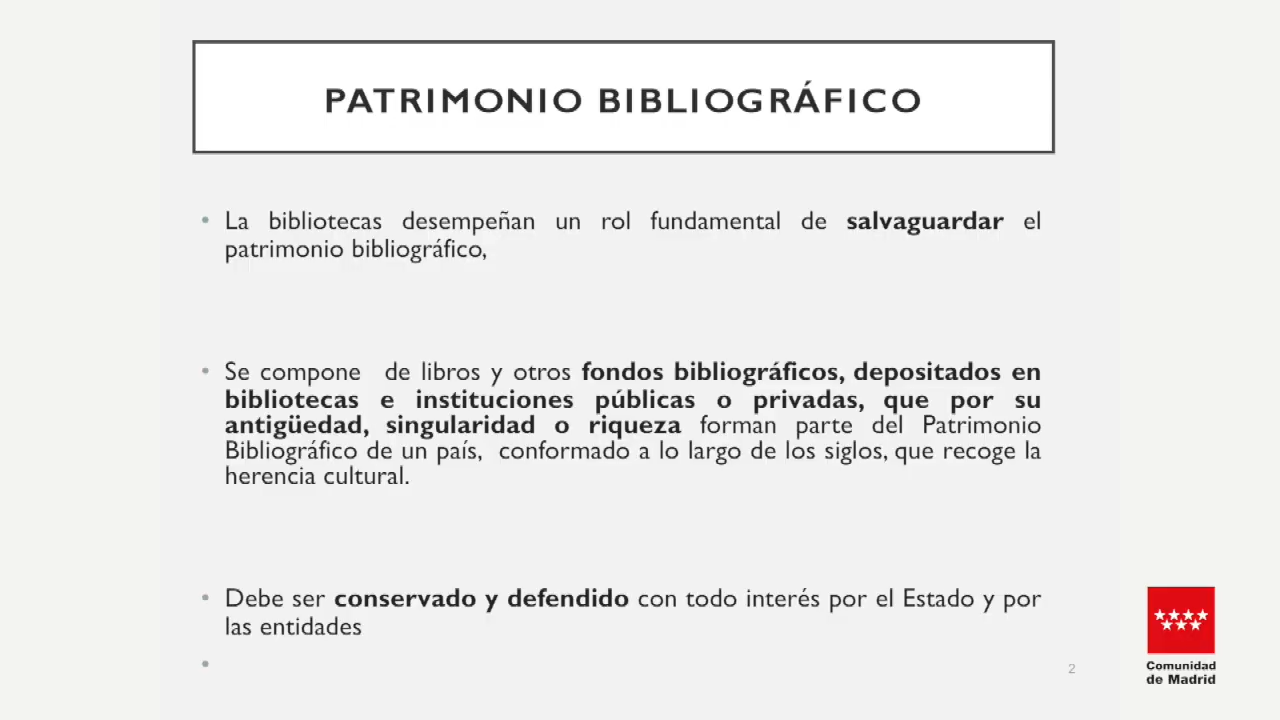 PATRIMONIO BIBLIOGRÁFICO
• La bibliotecas desempeñan un rol fundamental de salvaguardar el
patrimonio bibliográfico,
• Se compone de libros y otros fondos bibliográficos, depositados en
bibliotecas e instituciones públicas o privadas, que por su
antigüedad, singularidad o riqueza forman parte del Patrimonio
Bibliográfico de un país, conformado a lo largo de los siglos, que recoge la
herencia cultural.
• Debe ser conservado y defendido con todo interés por el Estado y por
las entidades
•
2
Comunidad
de Madrid